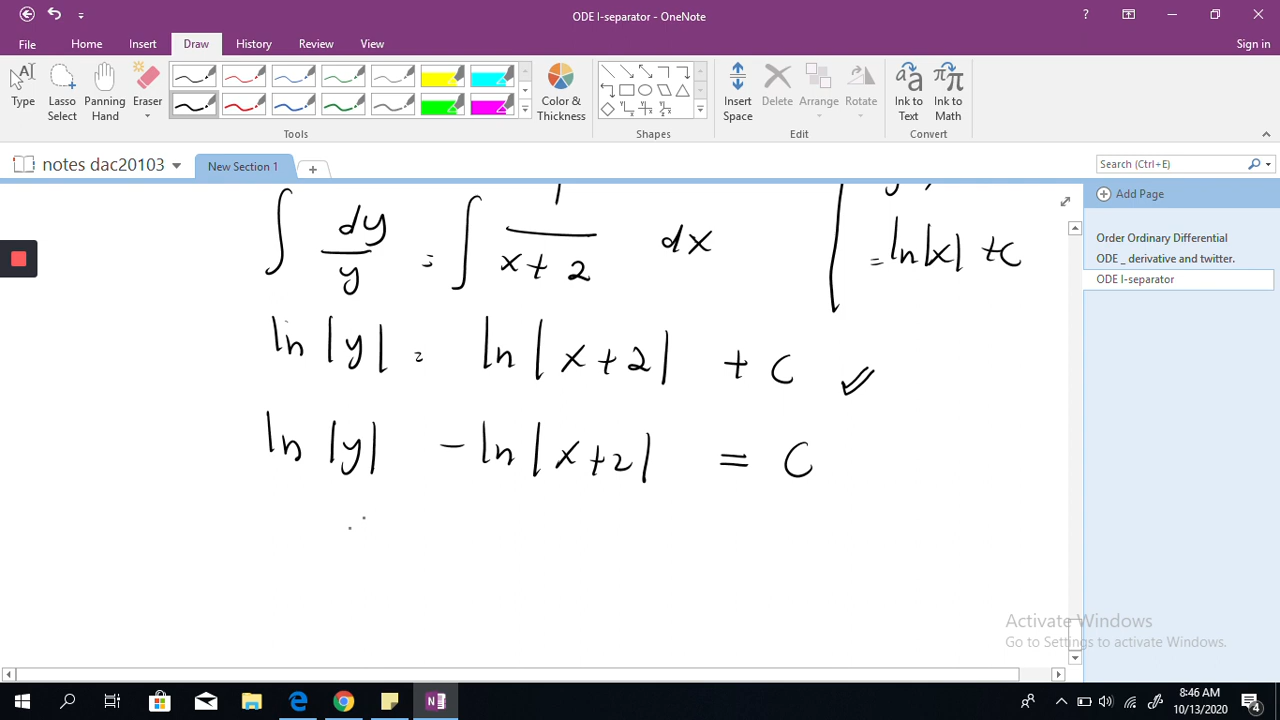 ODE I-separator - OneNote
?
File Home Insert Draw History Review View
Sign in
Type
Lasso Select
Panning Hand
Eraser
Color & Thickness
Insert Space
Delete
Arrange
Rotate
Ink to Text
Ink to Math
Tools
Shapes
Edit
Convert
notes dac20103
New Section 1
+
Search (Ctrl+E)
Add Page
Order Ordinary Differential
ODE _ derivative and twitter.
ODE I-separator
∫ dy/y = ∫ 1/(x+2) dx
= ln|x| + C
ln |y| = ln |x+2| + C
ln |y| - ln |x+2| = C
Activate Windows
Go to Settings to activate Windows.
8:46 AM
10/13/2020
4